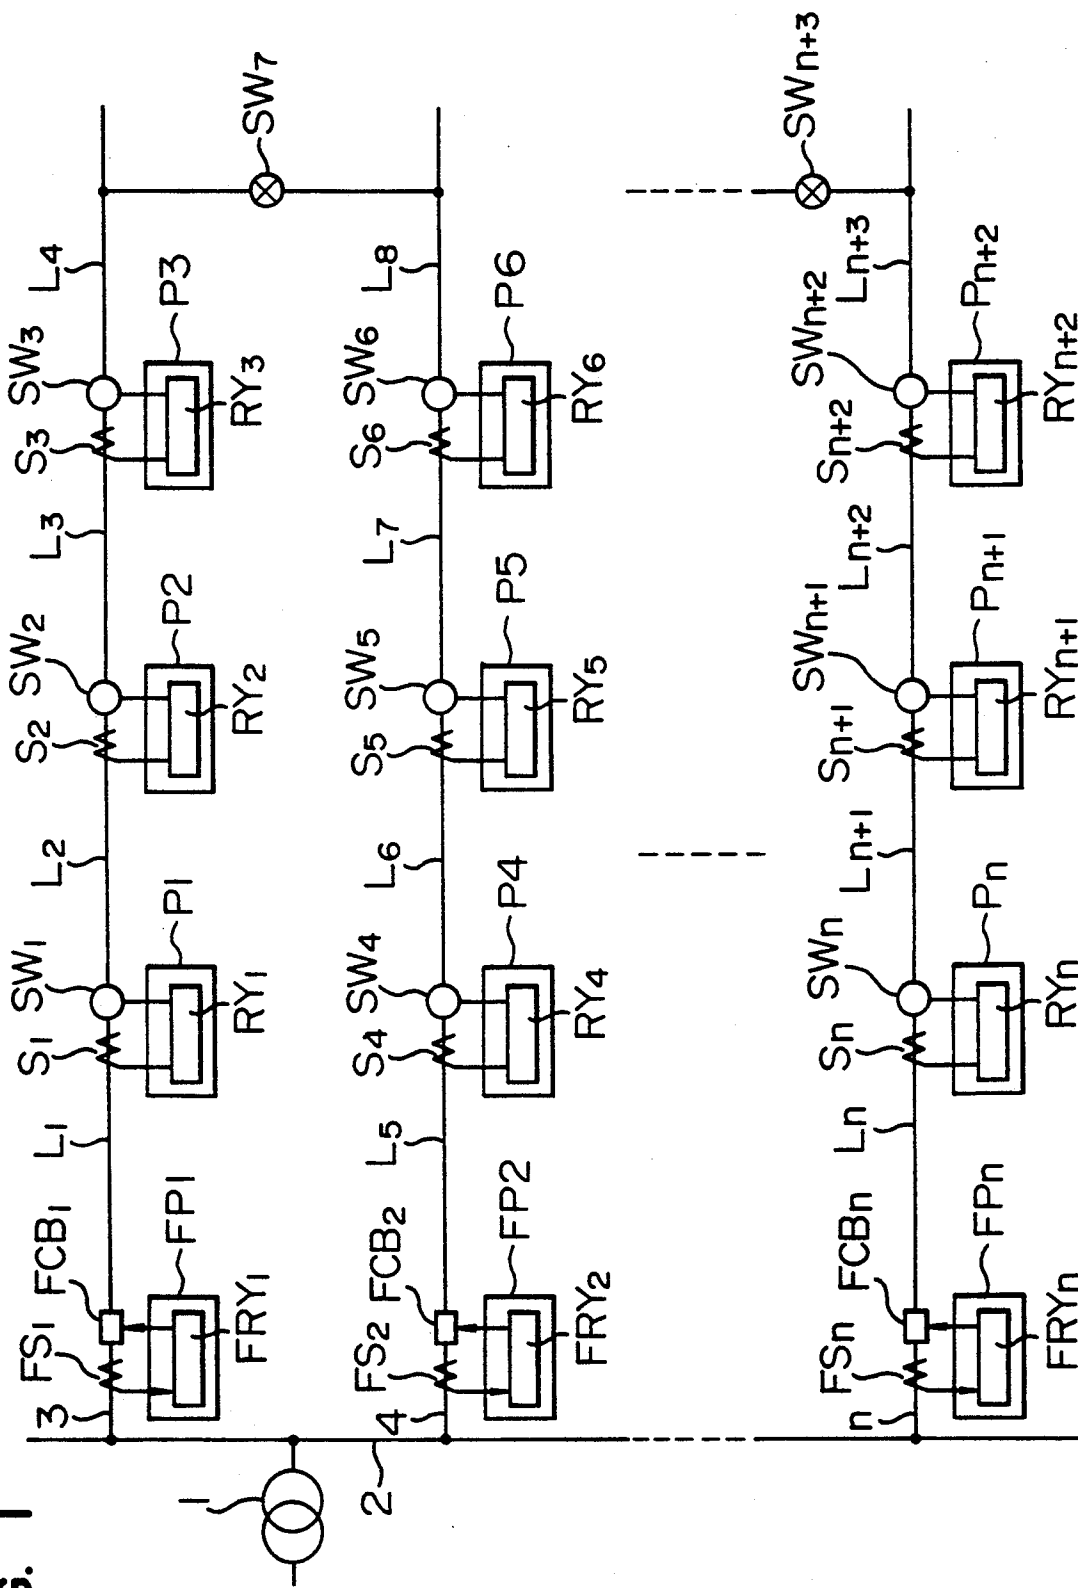 FIG. 1
1
2
3
FS1
FCB1
FP1
FRY1
L1
S1
SW1
P1
RY1
L2
S2
SW2
P2
RY2
L3
S3
SW3
P3
RY3
L4
SW7
4
FS2
FCB2
FP2
FRY2
L5
S4
SW4
P4
RY4
L6
S5
SW5
P5
RY5
L7
S6
SW6
P6
RY6
L8
SWn+3
n
FSn
FCBn
FPn
FRYn
Ln
Sn
SWn
Pn
RYn
Ln+1
Sn+1
SWn+1
Pn+1
RYn+1
Ln+2
Sn+2
SWn+2
Pn+2
RYn+2
Ln+3